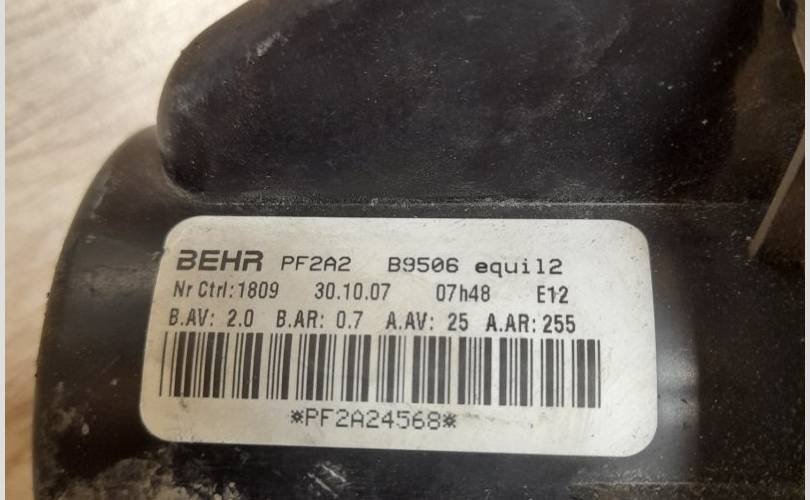 BEHR PF2A2 B9506 equil2
Nr Ctrl:1809 30.10.07 07h48 E12
B.AV: 2.0 B.AR: 0.7 A.AV: 25 A.AR: 255
*PF2A24568*